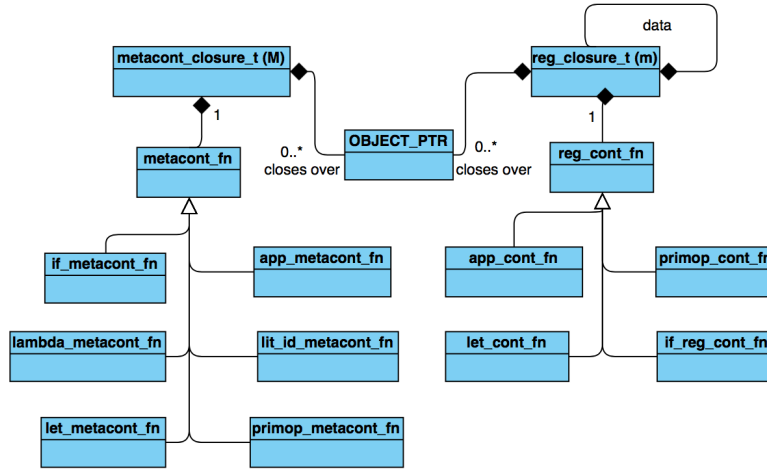 data
metacont_closure_t (M)
reg_closure_t (m)
1
1
OBJECT_PTR
0..*
closes over
0..*
closes over
metacont_fn
reg_cont_fn
if_metacont_fn
app_metacont_fn
app_cont_fn
primop_cont_fn
lambda_metacont_fn
lit_id_metacont_fn
let_cont_fn
if_reg_cont_fn
let_metacont_fn
primop_metacont_fn